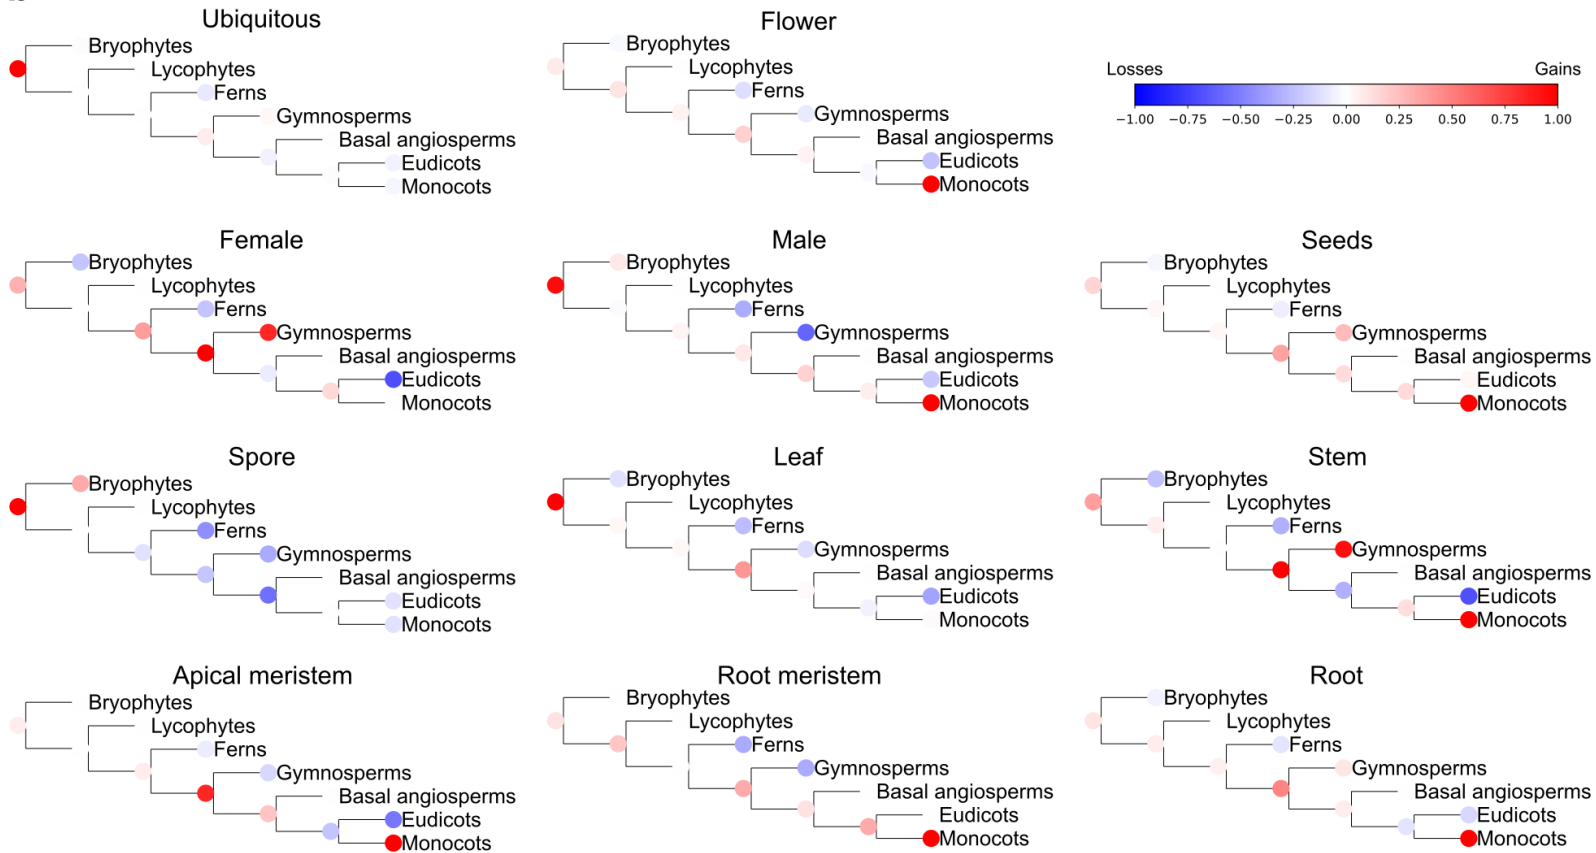 Ubiquitous
Bryophytes
Lycophytes
Ferns
Gymnosperms
Basal angiosperms
Eudicots
Monocots
Flower
Bryophytes
Lycophytes
Ferns
Gymnosperms
Basal angiosperms
Eudicots
Monocots
Losses Gains
−1.00 −0.75 −0.50 −0.25 0.00 0.25 0.50 0.75 1.00
Female
Bryophytes
Lycophytes
Ferns
Gymnosperms
Basal angiosperms
Eudicots
Monocots
Male
Bryophytes
Lycophytes
Ferns
Gymnosperms
Basal angiosperms
Eudicots
Monocots
Seeds
Bryophytes
Lycophytes
Ferns
Gymnosperms
Basal angiosperms
Eudicots
Monocots
Spore
Bryophytes
Lycophytes
Ferns
Gymnosperms
Basal angiosperms
Eudicots
Monocots
Leaf
Bryophytes
Lycophytes
Ferns
Gymnosperms
Basal angiosperms
Eudicots
Monocots
Stem
Bryophytes
Lycophytes
Ferns
Gymnosperms
Basal angiosperms
Eudicots
Monocots
Apical meristem
Bryophytes
Lycophytes
Ferns
Gymnosperms
Basal angiosperms
Eudicots
Monocots
Root meristem
Bryophytes
Lycophytes
Ferns
Gymnosperms
Basal angiosperms
Eudicots
Monocots
Root
Bryophytes
Lycophytes
Ferns
Gymnosperms
Basal angiosperms
Eudicots
Monocots